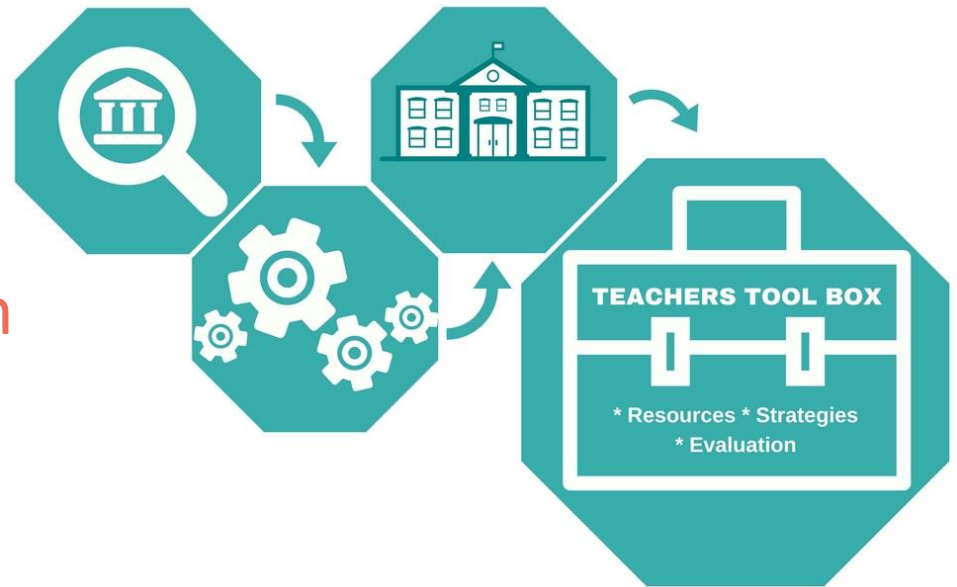 TEACHERS TOOL BOX
* Resources * Strategies
* Evaluation